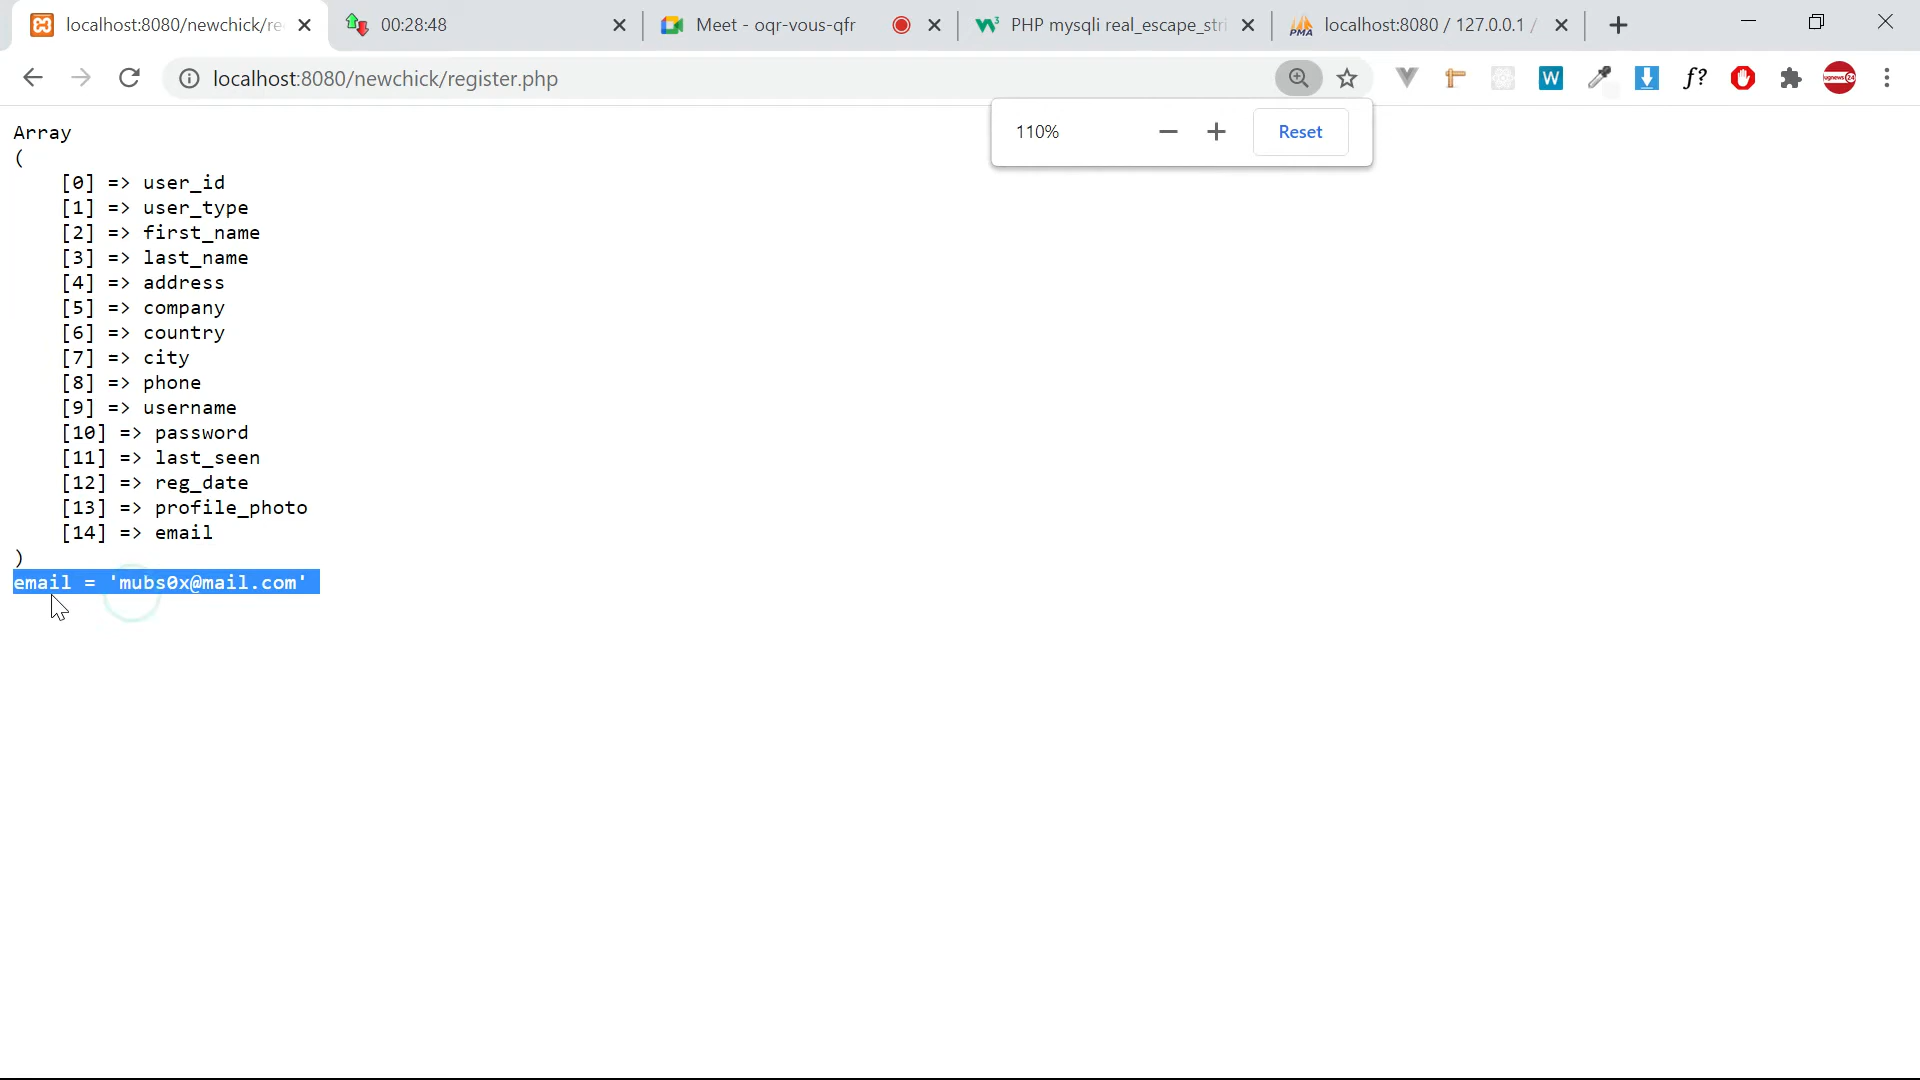 localhost:8080/newchick/re
00:28:48
Meet - oqr-vous-qfr
PHP mysqli real_escape_stri
localhost:8080 / 127.0.0.1 /
localhost:8080/newchick/register.php
W
f?
ugnews24
110%
Reset
Array
(
[0] => user_id
[1] => user_type
[2] => first_name
[3] => last_name
[4] => address
[5] => company
[6] => country
[7] => city
[8] => phone
[9] => username
[10] => password
[11] => last_seen
[12] => reg_date
[13] => profile_photo
[14] => email
)
email = 'mubs0x@mail.com'